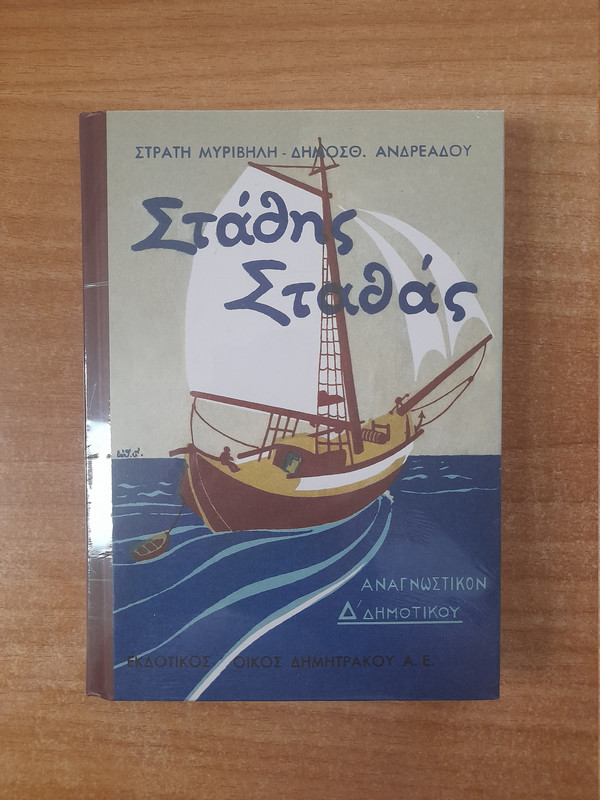 ΣΤΡΑΤΗ ΜΥΡΙΒΗΛΗ - ΔΗΜΟΣΘ. ΑΝΔΡΕΑΔΟΥ
Στάθης
Σταθάς
ΑΝΑΓΝΩΣΤΙΚΟΝ
Δ' ΔΗΜΟΤΙΚΟΥ
ΕΚΔΟΤΙΚΟΣ ΟΙΚΟΣ ΔΗΜΗΤΡΑΚΟΥ Α.Ε.